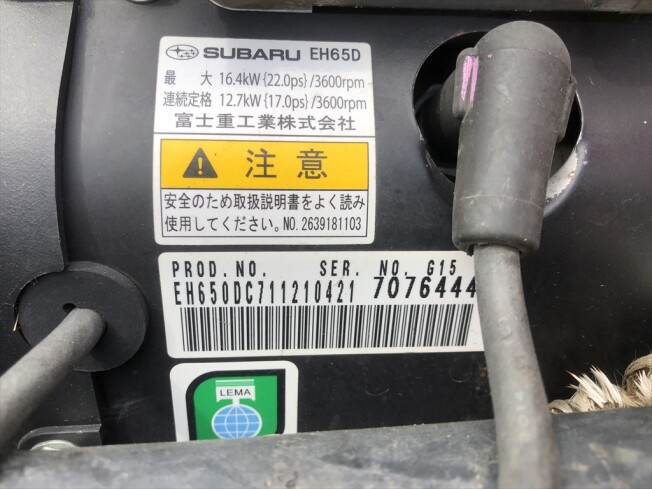 SUBARU EH65D
最 大 16.4kW{22.0ps}/3600rpm
連続定格 12.7kW{17.0ps}/3600rpm
富士重工業株式会社
注意
安全のため取扱説明書をよく読み
使用してください。NO.2639181103
PROD.NO. SER. NO. G15
EH650DC711210421 7076444
LEMA